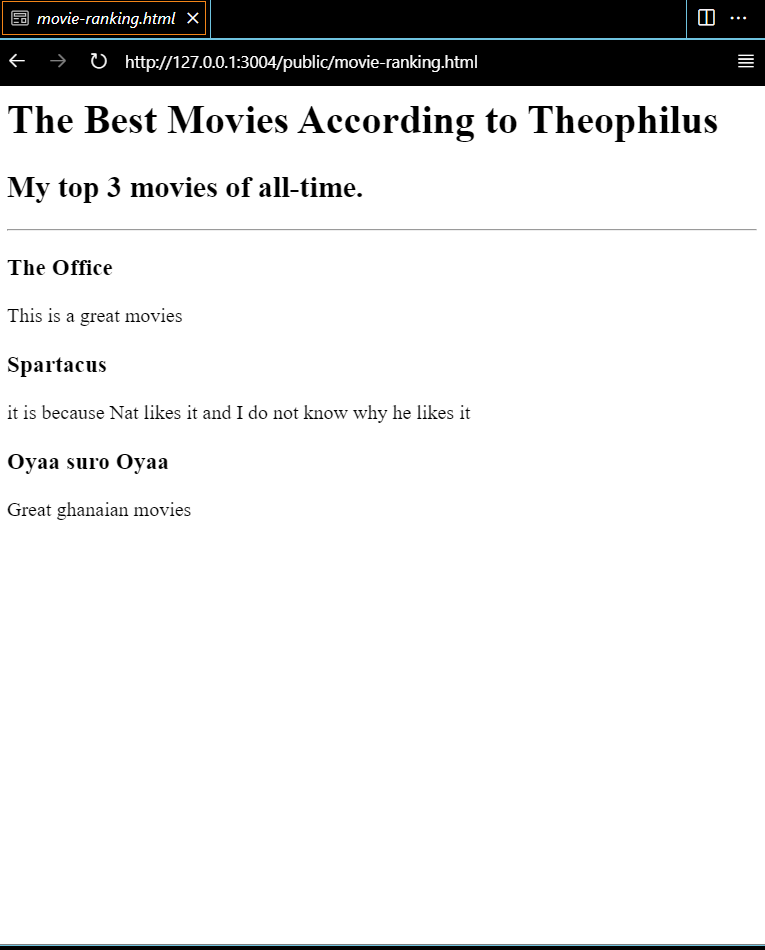 movie-ranking.html
http://127.0.0.1:3004/public/movie-ranking.html
The Best Movies According to Theophilus
My top 3 movies of all-time.
The Office
This is a great movies
Spartacus
it is because Nat likes it and I do not know why he likes it
Oyaa suro Oyaa
Great ghanaian movies